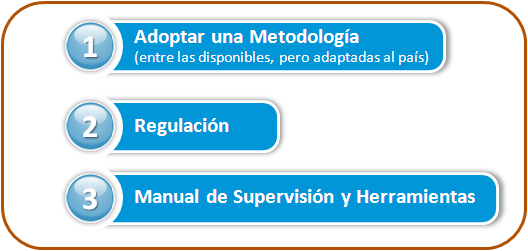 1
Adoptar una Metodología
(entre las disponibles, pero adaptadas al país)
2
Regulación
3
Manual de Supervisión y Herramientas